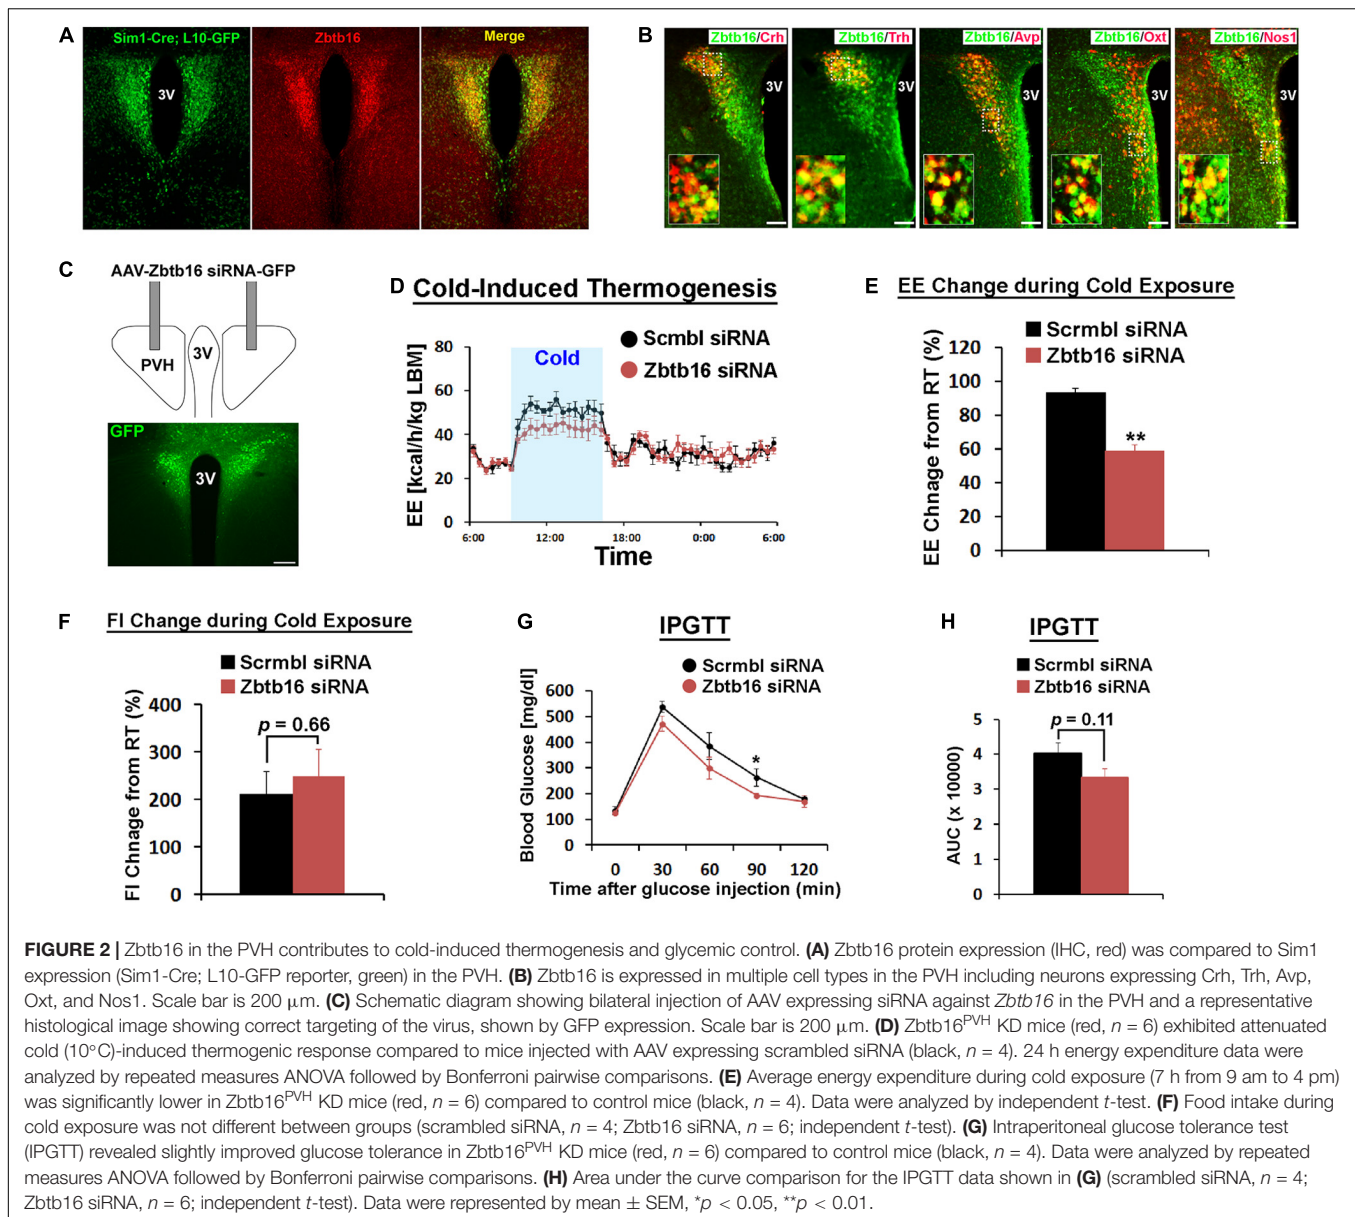 A
Sim1-Cre; L10-GFP
Zbtb16
Merge
3V
B
Zbtb16/Crh
Zbtb16/Trh
Zbtb16/Avp
Zbtb16/Oxt
Zbtb16/Nos1
3V
3V
3V
3V
3V
C
AAV-Zbtb16 siRNA-GFP
PVH
3V
GFP
3V
D
Cold-Induced Thermogenesis
Scmbl siRNA
Zbtb16 siRNA
Cold
EE [kcal/h/kg LBM]
80
60
40
20
0
6:00 12:00 18:00 0:00 6:00
Time
E
EE Change during Cold Exposure
Scrmbl siRNA
Zbtb16 siRNA
EE Chnage from RT (%)
120
100
80
60
40
20
0
**
F
FI Change during Cold Exposure
Scrmbl siRNA
Zbtb16 siRNA
FI Chnage from RT (%)
400
300
200
100
0
p = 0.66
G
IPGTT
Scrmbl siRNA
Zbtb16 siRNA
Blood Glucose [mg/dl]
600
500
400
300
200
100
0
*
0 30 60 90 120
Time after glucose injection (min)
H
IPGTT
Scrmbl siRNA
Zbtb16 siRNA
AUC (x 10000)
5
4
3
2
1
0
p = 0.11
FIGURE 2 | Zbtb16 in the PVH contributes to cold-induced thermogenesis and glycemic control. (A) Zbtb16 protein expression (IHC, red) was compared to Sim1
expression (Sim1-Cre; L10-GFP reporter, green) in the PVH. (B) Zbtb16 is expressed in multiple cell types in the PVH including neurons expressing Crh, Trh, Avp,
Oxt, and Nos1. Scale bar is 200 μm. (C) Schematic diagram showing bilateral injection of AAV expressing siRNA against Zbtb16 in the PVH and a representative
histological image showing correct targeting of the virus, shown by GFP expression. Scale bar is 200 μm. (D) Zbtb16PVH KD mice (red, n = 6) exhibited attenuated
cold (10°C)-induced thermogenic response compared to mice injected with AAV expressing scrambled siRNA (black, n = 4). 24 h energy expenditure data were
analyzed by repeated measures ANOVA followed by Bonferroni pairwise comparisons. (E) Average energy expenditure during cold exposure (7 h from 9 am to 4 pm)
was significantly lower in Zbtb16PVH KD mice (red, n = 6) compared to control mice (black, n = 4). Data were analyzed by independent t-test. (F) Food intake during
cold exposure was not different between groups (scrambled siRNA, n = 4; Zbtb16 siRNA, n = 6; independent t-test). (G) Intraperitoneal glucose tolerance test
(IPGTT) revealed slightly improved glucose tolerance in Zbtb16PVH KD mice (red, n = 6) compared to control mice (black, n = 4). Data were analyzed by repeated
measures ANOVA followed by Bonferroni pairwise comparisons. (H) Area under the curve comparison for the IPGTT data shown in (G) (scrambled siRNA, n = 4;
Zbtb16 siRNA, n = 6; independent t-test). Data were represented by mean ± SEM, *p < 0.05, **p < 0.01.